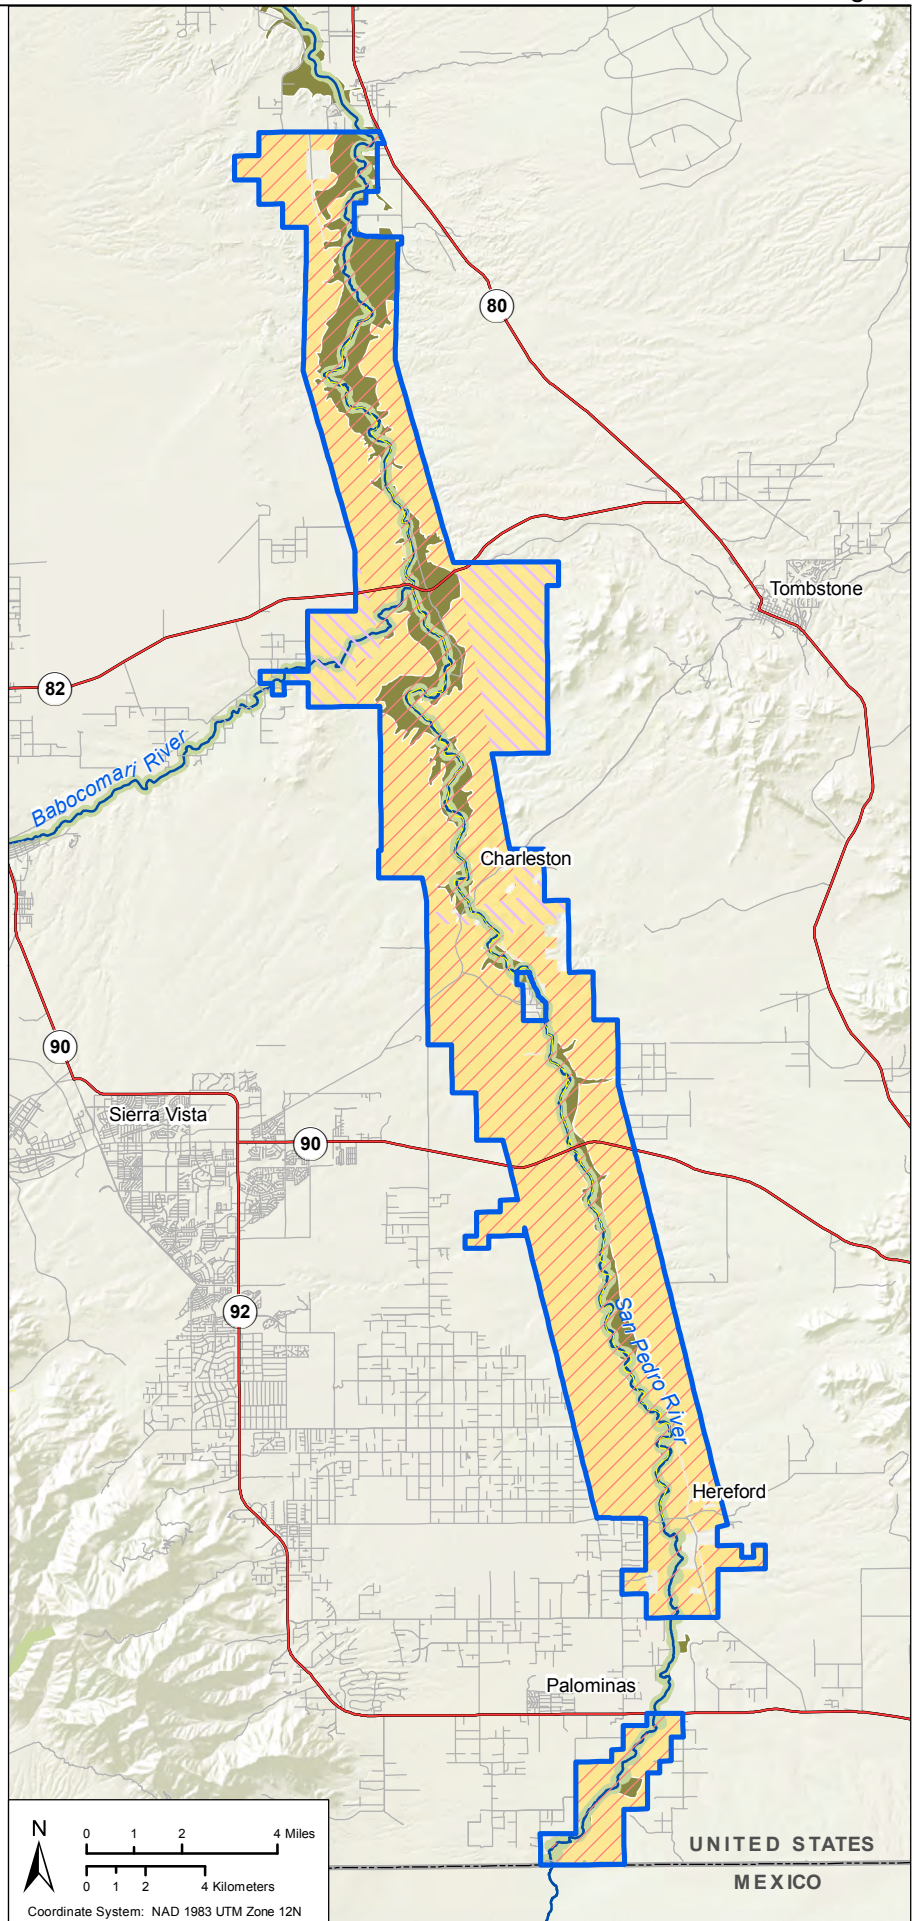 80
Tombstone
82
Babocomari River
Charleston
90
Sierra Vista
90
92
San Pedro River
Hereford
Palominas
N
0 1 2 4 Miles
0 1 2 4 Kilometers
Coordinate System: NAD 1983 UTM Zone 12N
UNITED STATES
MEXICO